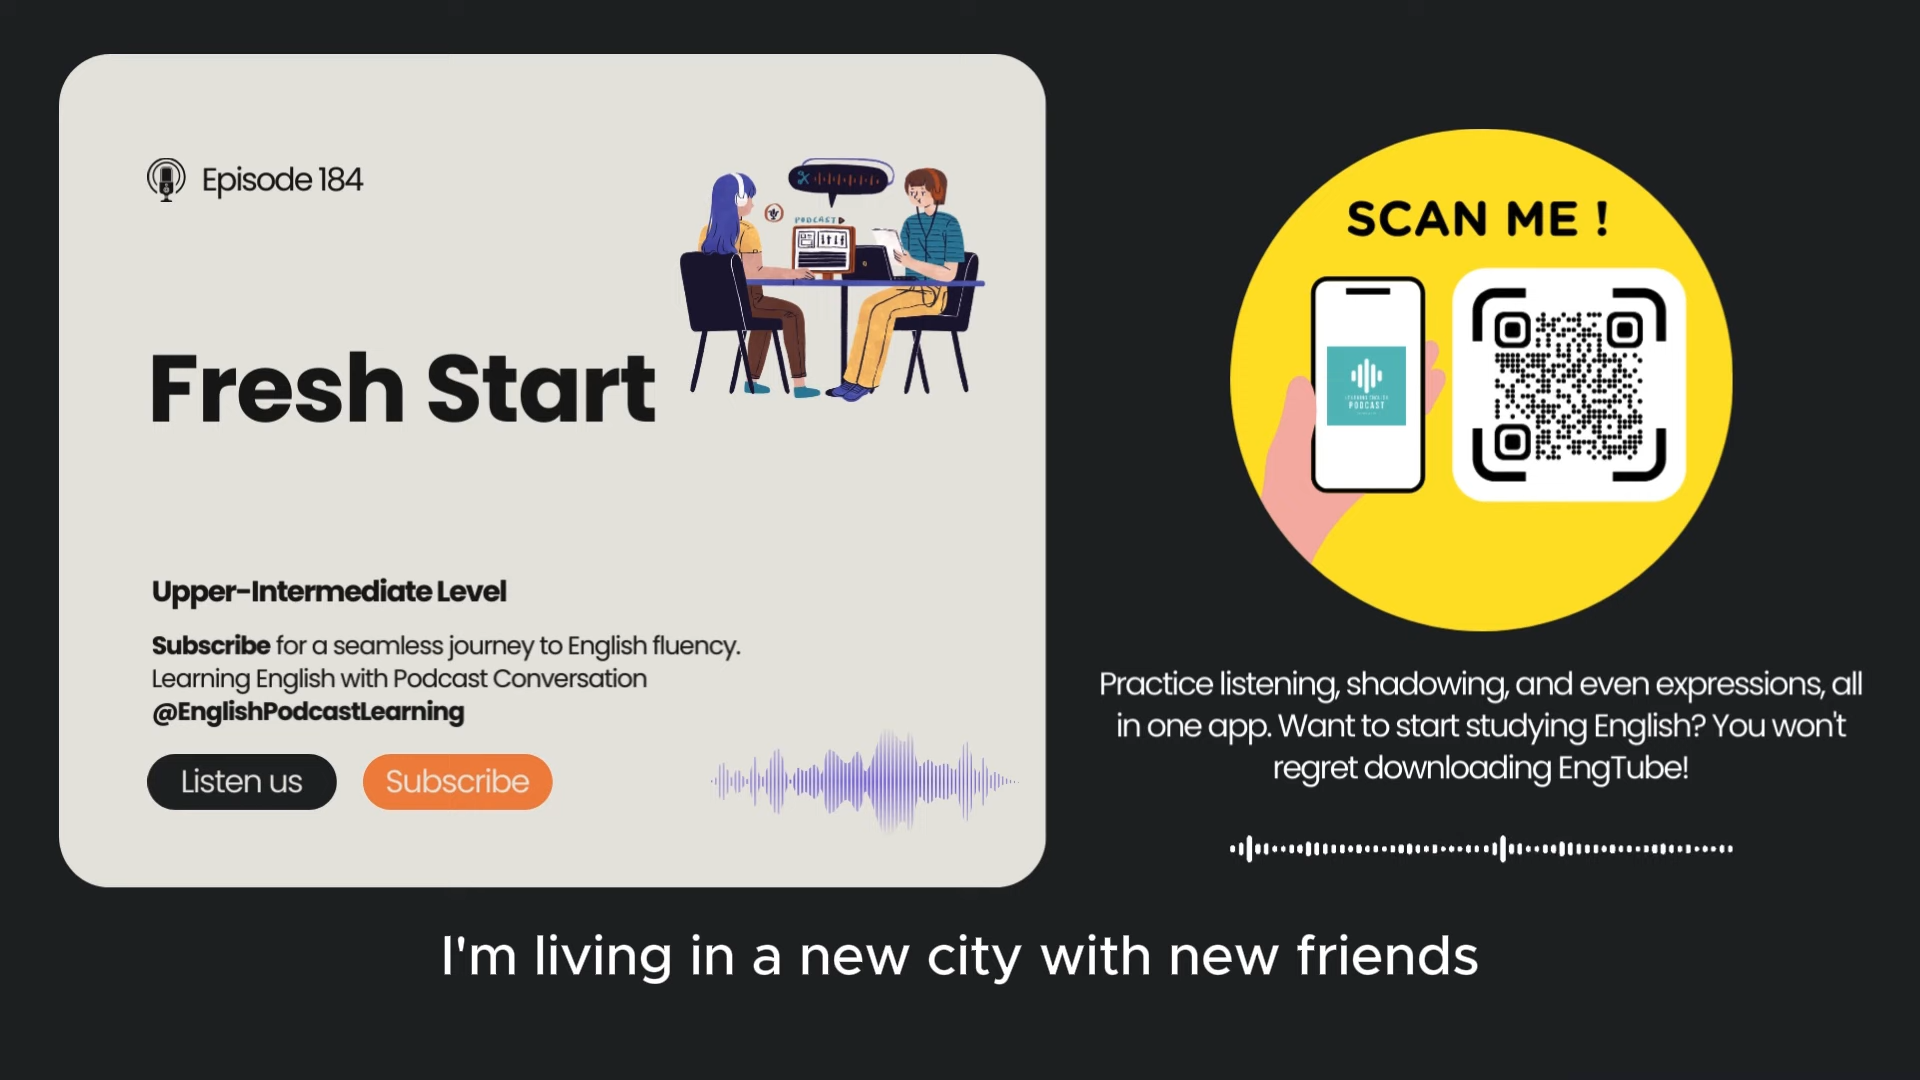 Episode 184
PODCAST
Fresh Start
Upper-Intermediate Level
Subscribe for a seamless journey to English fluency.
Learning English with Podcast Conversation
@EnglishPodcastLearning
Listen us
Subscribe
SCAN ME !
PODCAST
Practice listening, shadowing, and even expressions, all
in one app. Want to start studying English? You won't
regret downloading EngTube!
I'm living in a new city with new friends